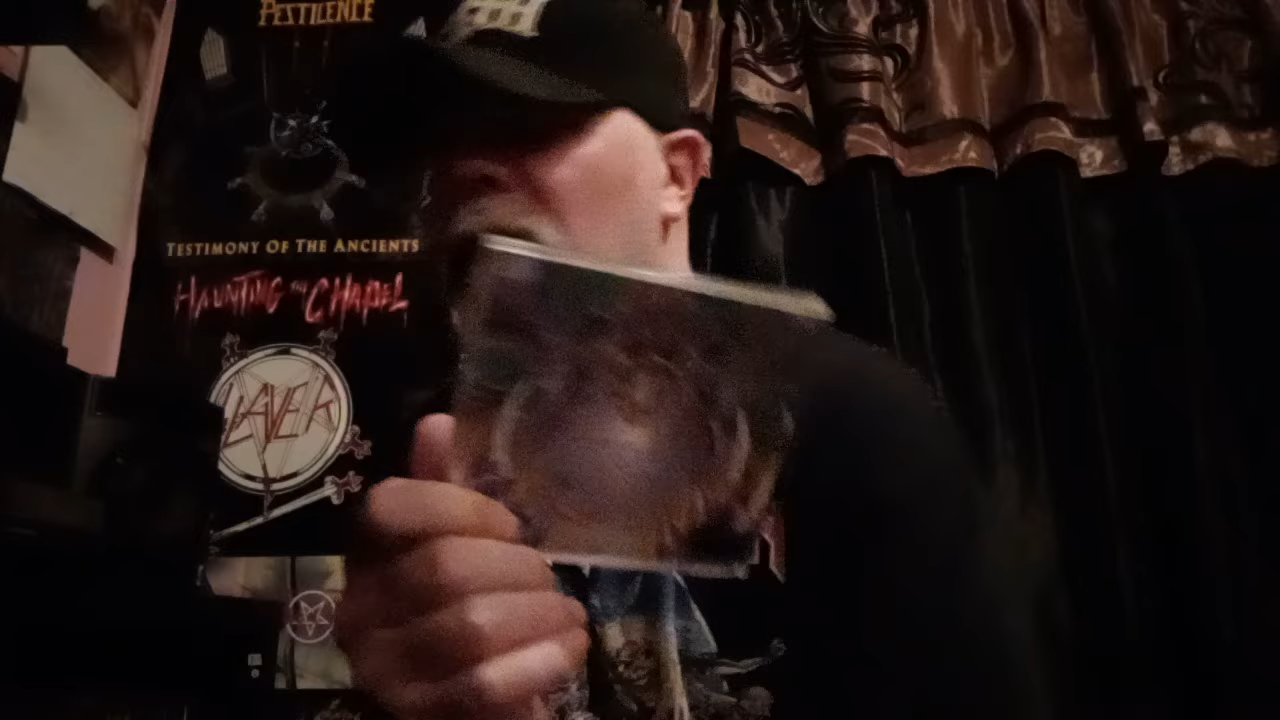 PESTILENCE
TESTIMONY OF THE ANCIENTS
HAUNTING THE CHAPEL
SLAYER